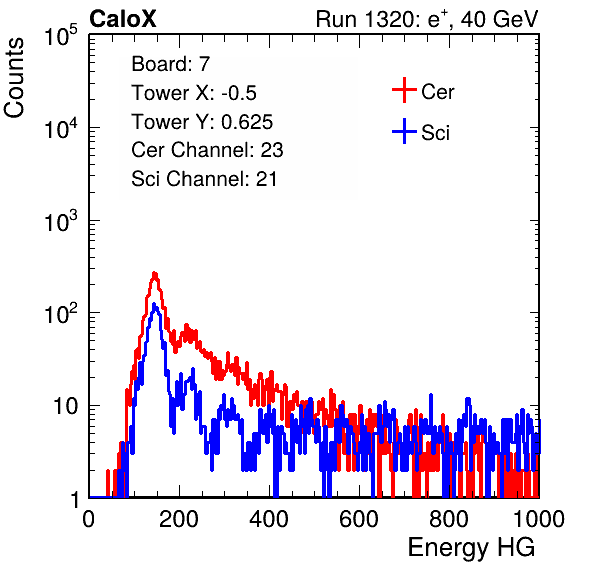 CaloX Run 1320: e⁺, 40 GeV
Counts
10⁵
10⁴
10³
10²
10
1
Board: 7
Tower X: -0.5
Tower Y: 0.625
Cer Channel: 23
Sci Channel: 21
Cer
Sci
0 200 400 600 800 1000
Energy HG